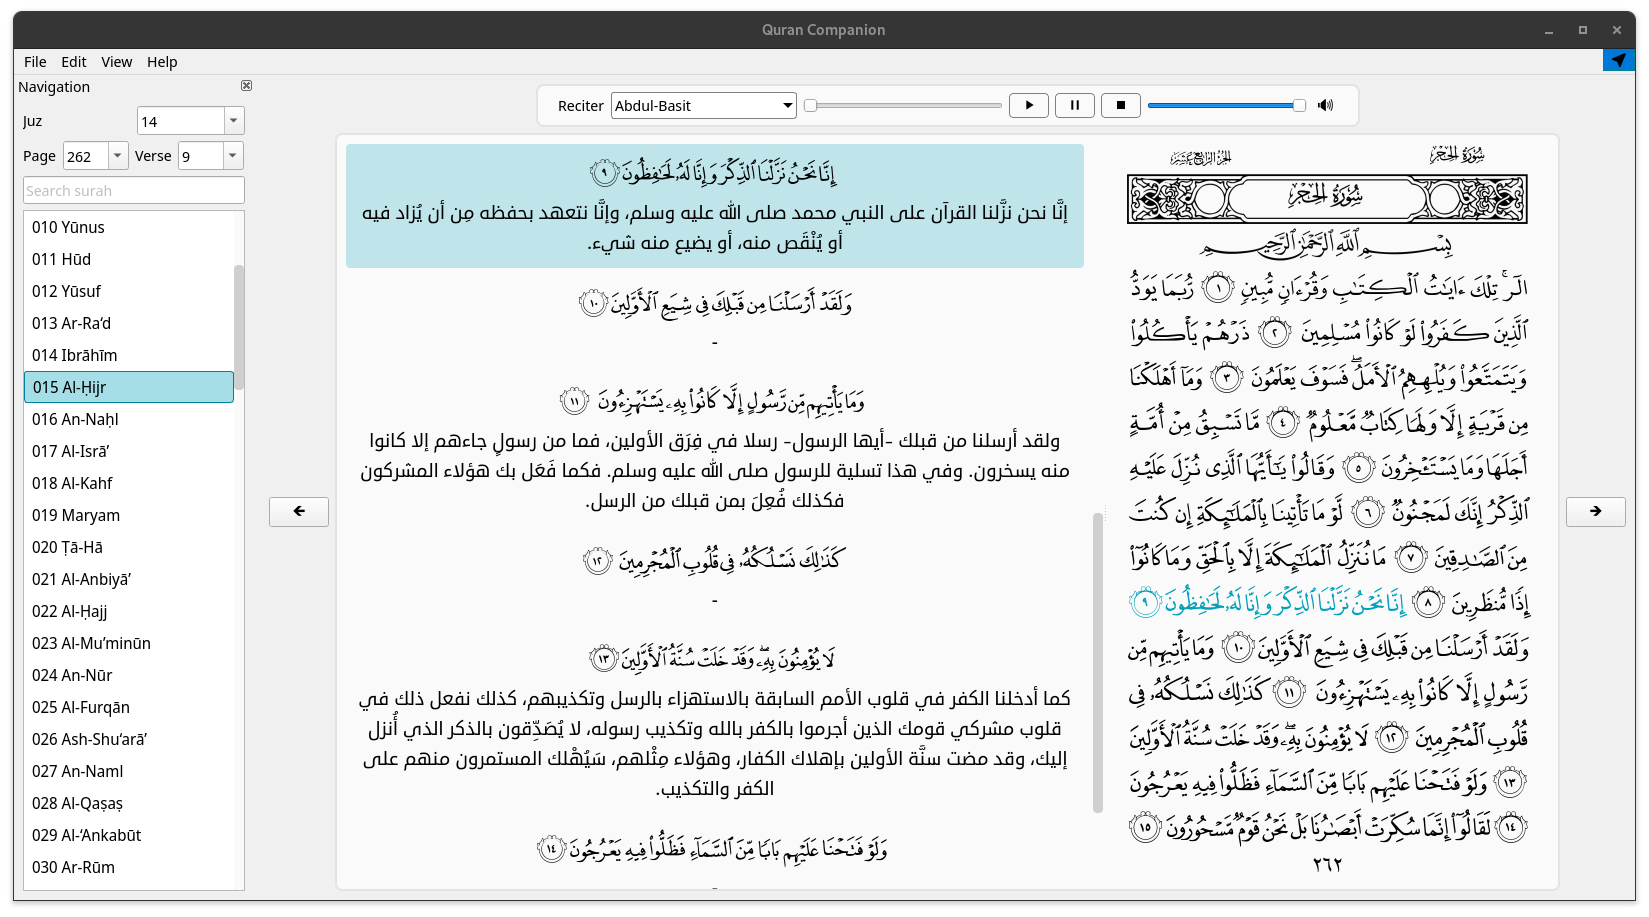 Quran Companion
File Edit View Help
Navigation
Juz 14
Page 262 Verse 9
Search surah
010 Yūnus
011 Hūd
012 Yūsuf
013 Ar-Ra‘d
014 Ibrāhīm
015 Al-Ḥijr
016 An-Naḥl
017 Al-Isrā’
018 Al-Kahf
019 Maryam
020 Ṭā-Hā
021 Al-Anbiyā’
022 Al-Ḥajj
023 Al-Mu’minūn
024 An-Nūr
025 Al-Furqān
026 Ash-Shu‘arā’
027 An-Naml
028 Al-Qaṣaṣ
029 Al-‘Ankabūt
030 Ar-Rūm
Reciter Abdul-Basit
إِنَّا نَحْنُ نَزَّلْنَا ٱلذِّكْرَ وَإِنَّا لَهُۥ لَحَٰفِظُونَ ٩
إنَّا نحن نزَّلنا القرآن على النبي محمد صلى الله عليه وسلم، وإنَّا نتعهد بحفظه مِن أن يُزاد فيه
أو يُنْقَص منه، أو يضيع منه شيء.
وَلَقَدْ أَرْسَلْنَا مِن قَبْلِكَ فِى شِيَعِ ٱلْأَوَّلِينَ ١٠
-
وَمَا يَأْتِيهِم مِّن رَّسُولٍ إِلَّا كَانُوا۟ بِهِۦ يَسْتَهْزِءُونَ ١١
ولقد أرسلنا من قبلك -أيها الرسول- رسلا في فِرَق الأولين، فما من رسولٍ جاءهم إلا كانوا
منه يسخرون. وفي هذا تسلية للرسول صلى الله عليه وسلم. فكما فَعَل بك هؤلاء المشركون
فكذلك فُعِلَ بمن قبلك من الرسل.
كَذَٰلِكَ نَسْلُكُهُۥ فِى قُلُوبِ ٱلْمُجْرِمِينَ ١٢
-
لَا يُؤْمِنُونَ بِهِۦ ۖ وَقَدْ خَلَتْ سُنَّةُ ٱلْأَوَّلِينَ ١٣
كما أدخلنا الكفر في قلوب الأمم السابقة بالاستهزاء بالرسل وتكذيبهم، كذلك نفعل ذلك في
قلوب مشركي قومك الذين أجرموا بالكفر بالله وتكذيب رسوله، لا يُصَدِّقون بالذكر الذي أُنزل
إليك، وقد مضت سنَّة الأولين بإهلاك الكفار، وهؤلاء مِثْلهم، سَيُهْلك المستمرون منهم على
الكفر والتكذيب.
وَلَوْ فَتَحْنَا عَلَيْهِم بَابًا مِّنَ ٱلسَّمَآءِ فَظَلُّوا۟ فِيهِ يَعْرُجُونَ ١٤
-
سُورَةُ الحِجْرِ الجزء الرابع عشر
سُورَةُ الحِجْرِ
بِسْمِ ٱللَّهِ ٱلرَّحْمَٰنِ ٱلرَّحِيمِ
الٓر ۚ تِلْكَ ءَايَٰتُ ٱلْكِتَٰبِ وَقُرْءَانٍ مُّبِينٍ ١ رُّبَمَا يَوَدُّ
ٱلَّذِينَ كَفَرُوا۟ لَوْ كَانُوا۟ مُسْلِمِينَ ٢ ذَرْهُمْ يَأْكُلُوا۟
وَيَتَمَتَّعُوا۟ وَيُلْهِهِمُ ٱلْأَمَلُ ۖ فَسَوْفَ يَعْلَمُونَ ٣ وَمَآ أَهْلَكْنَا
مِن قَرْيَةٍ إِلَّا وَلَهَا كِتَابٌ مَّعْلُومٌ ٤ مَّا تَسْبِقُ مِنْ أُمَّةٍ
أَجَلَهَا وَمَا يَسْتَـْٔخِرُونَ ٥ وَقَالُوا۟ يَٰٓأَيُّهَا ٱلَّذِى نُزِّلَ عَلَيْهِ
ٱلذِّكْرُ إِنَّكَ لَمَجْنُونٌ ٦ لَّوْ مَا تَأْتِينَا بِٱلْمَلَٰٓئِكَةِ إِن كُنتَ
مِنَ ٱلصَّٰدِقِينَ ٧ مَا نُنَزِّلُ ٱلْمَلَٰٓئِكَةَ إِلَّا بِٱلْحَقِّ وَمَا كَانُوٓا۟
إِذًا مُّنظَرِينَ ٨ إِنَّا نَحْنُ نَزَّلْنَا ٱلذِّكْرَ وَإِنَّا لَهُۥ لَحَٰفِظُونَ ٩
وَلَقَدْ أَرْسَلْنَا مِن قَبْلِكَ فِى شِيَعِ ٱلْأَوَّلِينَ ١٠ وَمَا يَأْتِيهِم مِّن
رَّسُولٍ إِلَّا كَانُوا۟ بِهِۦ يَسْتَهْزِءُونَ ١١ كَذَٰلِكَ نَسْلُكُهُۥ فِى
قُلُوبِ ٱلْمُجْرِمِينَ ١٢ لَا يُؤْمِنُونَ بِهِۦ ۖ وَقَدْ خَلَتْ سُنَّةُ ٱلْأَوَّلِينَ
١٣ وَلَوْ فَتَحْنَا عَلَيْهِم بَابًا مِّنَ ٱلسَّمَآءِ فَظَلُّوا۟ فِيهِ يَعْرُجُونَ
١٤ لَقَالُوٓا۟ إِنَّمَا سُكِّرَتْ أَبْصَٰرُنَا بَلْ نَحْنُ قَوْمٌ مَّسْحُورُونَ ١٥
٢٦٢